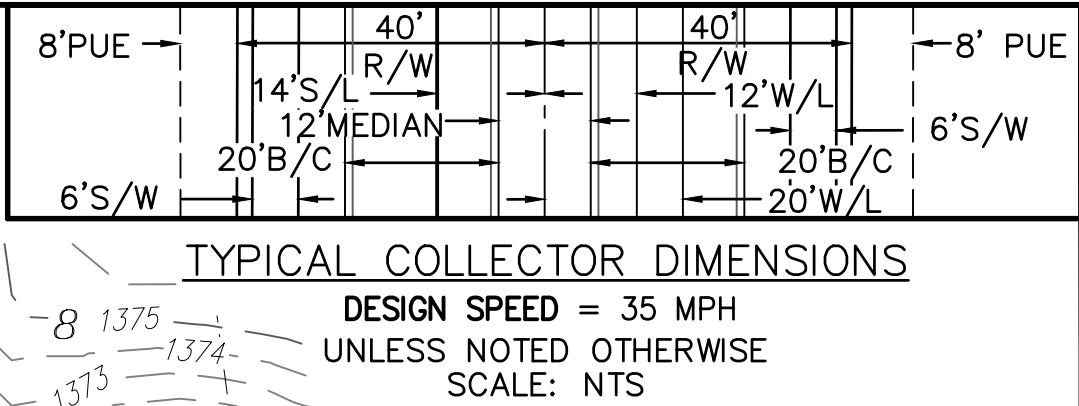 8'PUE 40' 40' 8' PUE
R/W R/W
14'S/L 12'W/L
12'MEDIAN 6'S/W
20'B/C 20'B/C
6'S/W 20'W/L
TYPICAL COLLECTOR DIMENSIONS
DESIGN SPEED = 35 MPH
UNLESS NOTED OTHERWISE
SCALE: NTS
8 1375
1374
1373